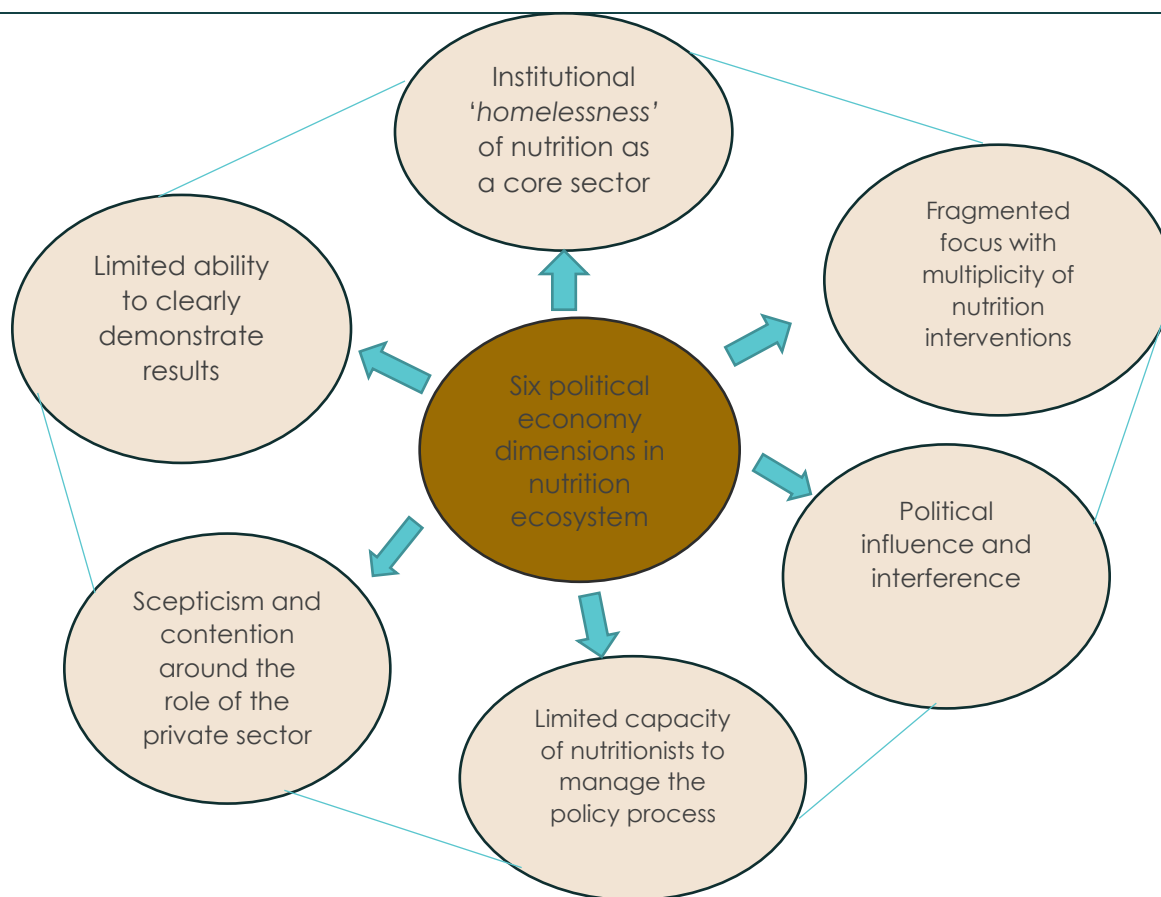 Institutional
‘homelessness’
of nutrition as
a core sector
Fragmented
focus with
multiplicity of
nutrition
interventions
Limited ability
to clearly
demonstrate
results
Six political
economy
dimensions in
nutrition
ecosystem
Political
influence and
interference
Scepticism and
contention
around the
role of the
private sector
Limited capacity
of nutritionists to
manage the
policy process